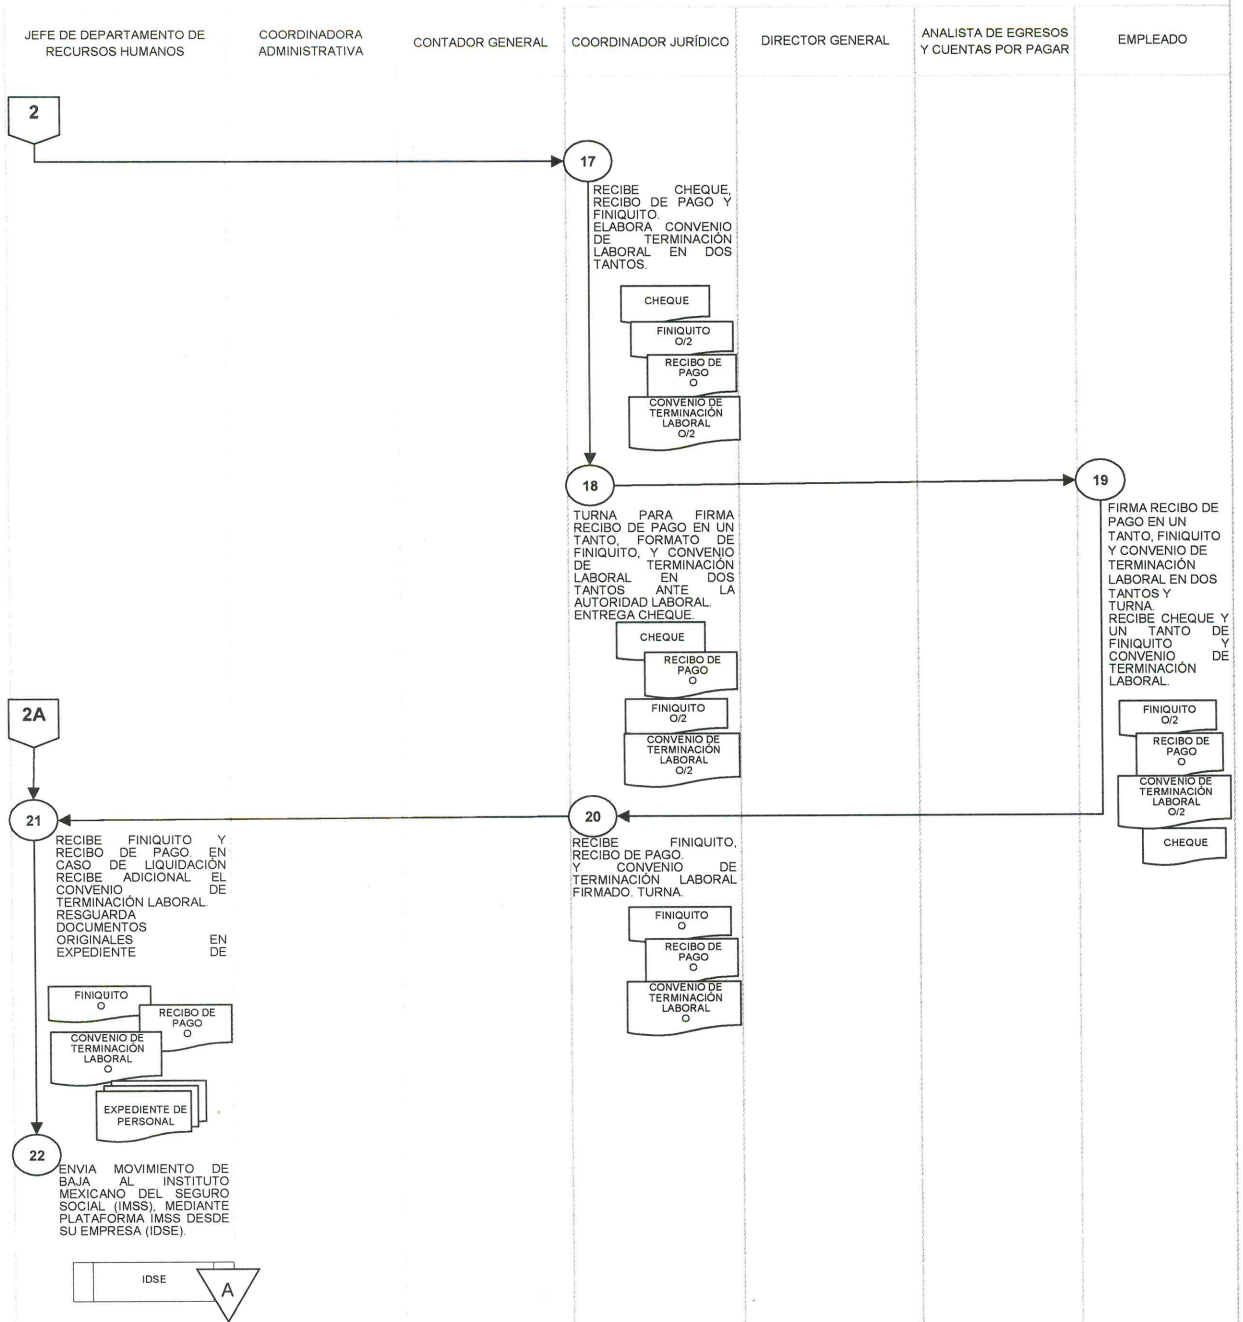 JEFE DE DEPARTAMENTO DE
RECURSOS HUMANOS
COORDINADORA
ADMINISTRATIVA
CONTADOR GENERAL
COORDINADOR JURÍDICO
DIRECTOR GENERAL
ANALISTA DE EGRESOS
Y CUENTAS POR PAGAR
EMPLEADO
2
17
RECIBE CHEQUE,
RECIBO DE PAGO Y
FINIQUITO.
ELABORA CONVENIO
DE TERMINACIÓN
LABORAL EN DOS
TANTOS.
CHEQUE
FINIQUITO
O/2
RECIBO DE
PAGO
O
CONVENIO DE
TERMINACIÓN
LABORAL
O/2
18
TURNA PARA FIRMA
RECIBO DE PAGO EN UN
TANTO, FORMATO DE
FINIQUITO, Y CONVENIO
DE TERMINACIÓN
LABORAL EN DOS
TANTOS ANTE LA
AUTORIDAD LABORAL.
ENTREGA CHEQUE.
CHEQUE
RECIBO DE
PAGO
O
FINIQUITO
O/2
CONVENIO DE
TERMINACIÓN
LABORAL
O/2
19
FIRMA RECIBO DE
PAGO EN UN
TANTO, FINIQUITO
Y CONVENIO DE
TERMINACIÓN
LABORAL EN DOS
TANTOS Y
TURNA.
RECIBE CHEQUE Y
UN TANTO DE
FINIQUITO Y
CONVENIO DE
TERMINACIÓN
LABORAL.
FINIQUITO
O/2
RECIBO DE
PAGO
O
CONVENIO DE
TERMINACIÓN
LABORAL
O/2
CHEQUE
20
RECIBE FINIQUITO,
RECIBO DE PAGO.
Y CONVENIO DE
TERMINACIÓN LABORAL
FIRMADO. TURNA.
FINIQUITO
O
RECIBO DE
PAGO
O
CONVENIO DE
TERMINACIÓN
LABORAL
O
2A
21
RECIBE FINIQUITO Y
RECIBO DE PAGO. EN
CASO DE LIQUIDACIÓN
RECIBE ADICIONAL EL
CONVENIO DE
TERMINACIÓN LABORAL.
RESGUARDA
DOCUMENTOS
ORIGINALES EN
EXPEDIENTE DE
FINIQUITO
O
RECIBO DE
PAGO
O
CONVENIO DE
TERMINACIÓN
LABORAL
O
EXPEDIENTE DE
PERSONAL
22
ENVIA MOVIMIENTO DE
BAJA AL INSTITUTO
MEXICANO DEL SEGURO
SOCIAL (IMSS), MEDIANTE
PLATAFORMA IMSS DESDE
SU EMPRESA (IDSE).
IDSE
A